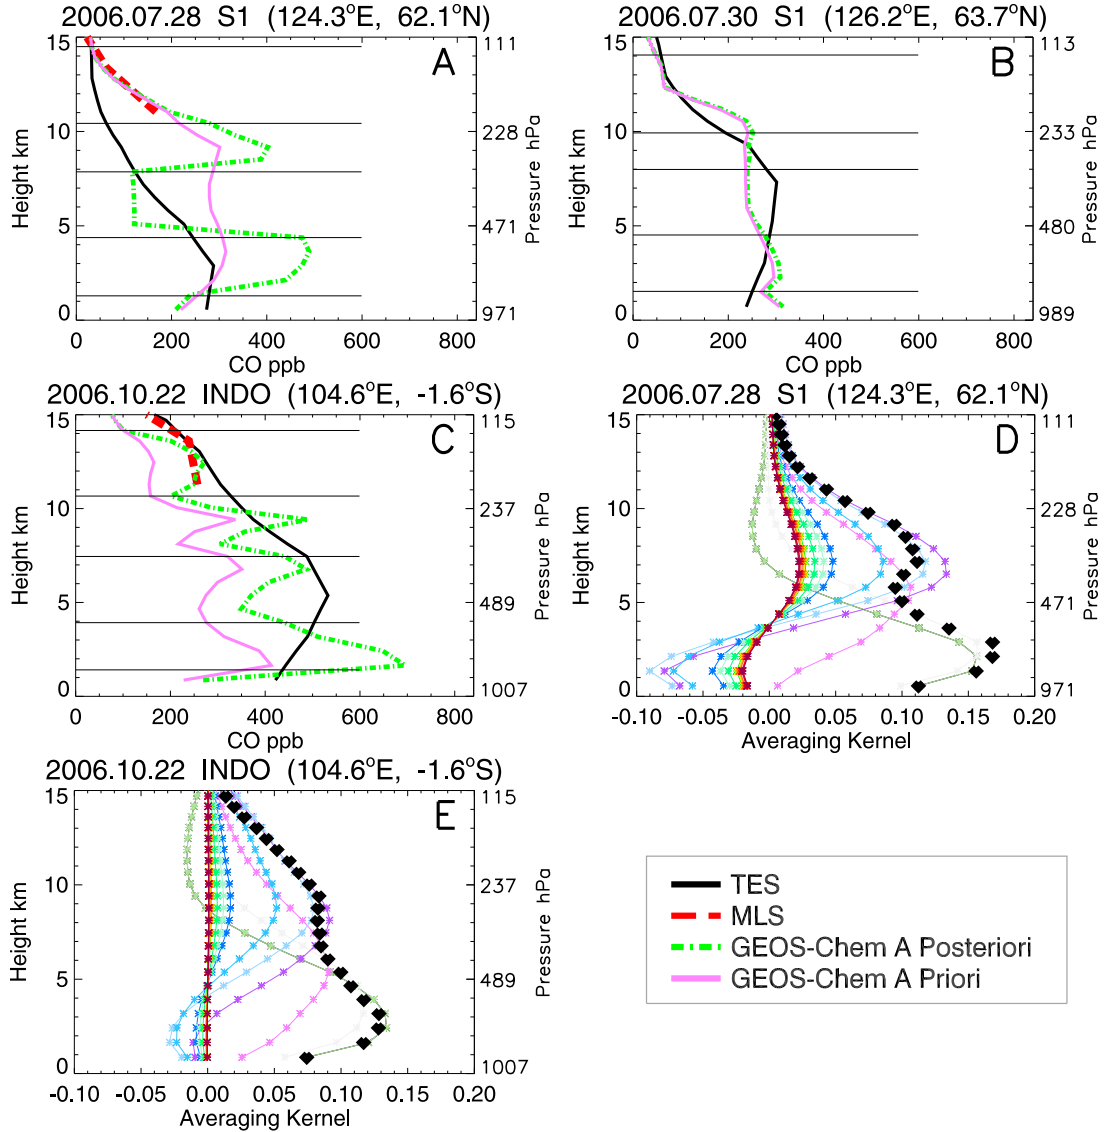 2006.07.28 S1 (124.3°E, 62.1°N)
15
10
5
0
Height km
A
111
228
471
971
Pressure hPa
0 200 400 600 800
CO ppb
2006.07.30 S1 (126.2°E, 63.7°N)
15
10
5
0
Height km
B
113
233
480
989
Pressure hPa
0 200 400 600 800
CO ppb
2006.10.22 INDO (104.6°E, -1.6°S)
15
10
5
0
Height km
C
115
237
489
1007
Pressure hPa
0 200 400 600 800
CO ppb
2006.07.28 S1 (124.3°E, 62.1°N)
15
10
5
0
Height km
D
111
228
471
971
Pressure hPa
-0.10 -0.05 0.00 0.05 0.10 0.15 0.20
Averaging Kernel
2006.10.22 INDO (104.6°E, -1.6°S)
15
10
5
0
Height km
E
115
237
489
1007
Pressure hPa
-0.10 -0.05 0.00 0.05 0.10 0.15 0.20
Averaging Kernel
TES
MLS
GEOS-Chem A Posteriori
GEOS-Chem A Priori